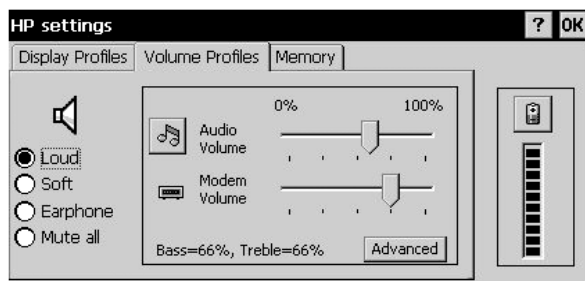 HP settings ? OK
Display Profiles Volume Profiles Memory
0% 100%
Audio
Volume
Loud
Soft
Modem
Volume
Earphone
Mute all
Bass=66%, Treble=66% Advanced